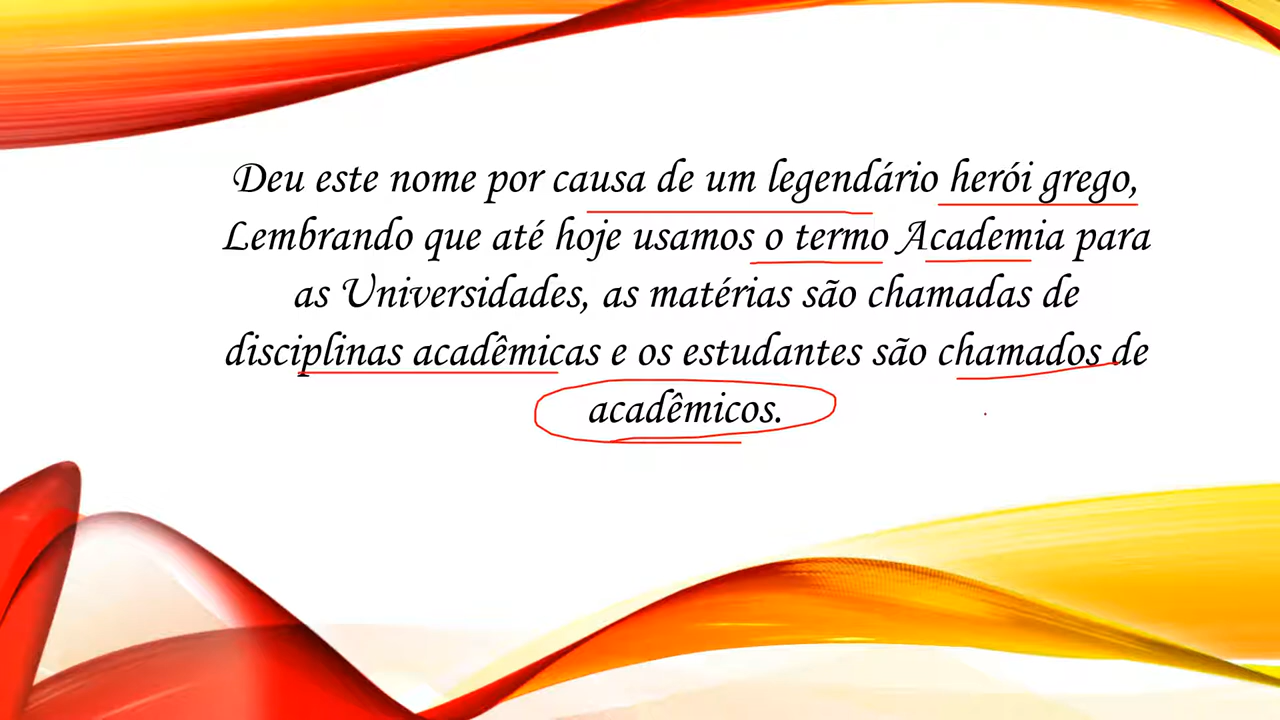 Deu este nome por causa de um legendário herói grego,
Lembrando que até hoje usamos o termo Academia para
as Universidades, as matérias são chamadas de
disciplinas acadêmicas e os estudantes são chamados de
acadêmicos.